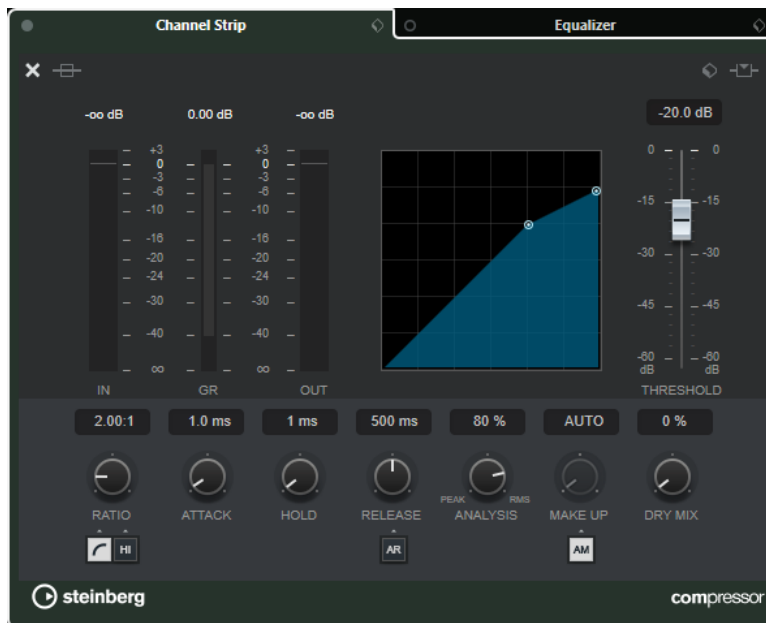 Channel Strip Equalizer
-oo dB 0.00 dB -oo dB -20.0 dB
+3 +3 0 0
0 0
-3 -3
-6 -6
-10 -10 -15 -15
-16 -16
-20 -20 -30 -30
-24 -24
-30 -30 -45 -45
-40 -40
-60 -60
∞ ∞ dB dB
IN GR OUT THRESHOLD
2.00:1 1.0 ms 1 ms 500 ms 80 % AUTO 0 %
PEAK RMS
RATIO ATTACK HOLD RELEASE ANALYSIS MAKE UP DRY MIX
HI AR AM
steinberg compressor